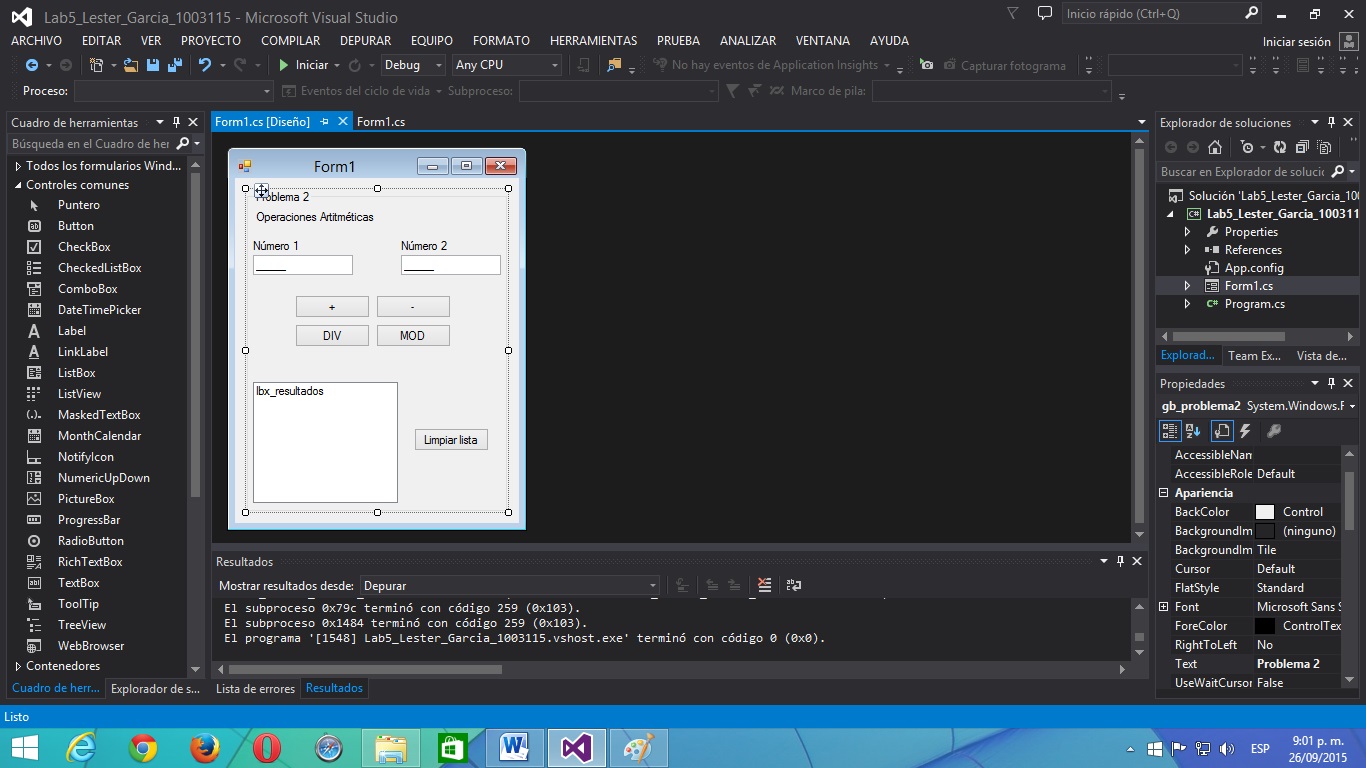 Lab5_Lester_Garcia_1003115 - Microsoft Visual Studio
Inicio rápido (Ctrl+Q)
ARCHIVO EDITAR VER PROYECTO COMPILAR DEPURAR EQUIPO FORMATO HERRAMIENTAS PRUEBA ANALIZAR VENTANA AYUDA
Iniciar sesión
Iniciar Debug Any CPU No hay eventos de Application Insights Capturar fotograma
Proceso: Eventos del ciclo de vida Subproceso: Marco de pila:
Cuadro de herramientas
Búsqueda en el Cuadro de her
Todos los formularios Wind...
Controles comunes
Puntero
Button
CheckBox
CheckedListBox
ComboBox
DateTimePicker
Label
LinkLabel
ListBox
ListView
MaskedTextBox
MonthCalendar
NotifyIcon
NumericUpDown
PictureBox
ProgressBar
RadioButton
RichTextBox
TextBox
ToolTip
TreeView
WebBrowser
Contenedores
Cuadro de herr... Explorador de s...
Form1.cs [Diseño] Form1.cs
Form1
Problema 2
Operaciones Artitméticas
Número 1 Número 2
_____ _____
+ -
DIV MOD
lbx_resultados
Limpiar lista
Resultados
Mostrar resultados desde: Depurar
El subproceso 0x79c terminó con código 259 (0x103).
El subproceso 0x1484 terminó con código 259 (0x103).
El programa '[1548] Lab5_Lester_Garcia_1003115.vshost.exe' terminó con código 0 (0x0).
Lista de errores Resultados
Explorador de soluciones
Buscar en Explorador de solucio
Solución 'Lab5_Lester_Garcia_100
Lab5_Lester_Garcia_100311
Properties
References
App.config
Form1.cs
Program.cs
Explorad... Team Ex... Vista de...
Propiedades
gb_problema2 System.Windows.F
AccessibleNam
AccessibleRole Default
Apariencia
BackColor Control
BackgroundIm (ninguno)
BackgroundIm Tile
Cursor Default
FlatStyle Standard
Font Microsoft Sans S
ForeColor ControlTex
RightToLeft No
Text Problema 2
UseWaitCursor False
Listo
ESP
9:01 p. m.
26/09/2015